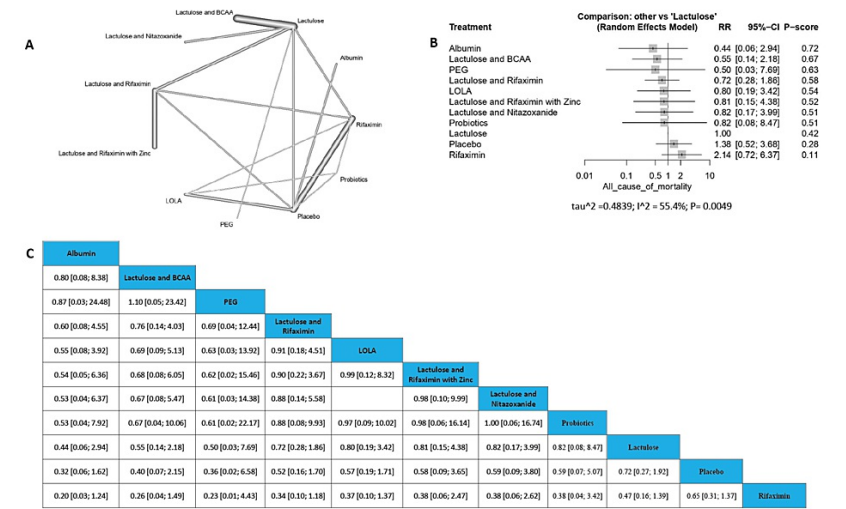 A
Lactulose and BCAA
Lactulose
Lactulose and Nitazoxanide
Albumin
Lactulose and Rifaximin
Rifaximin
Lactulose and Rifaximin with Zinc
Probiotics
LOLA
Placebo
PEG
B
Comparison: other vs 'Lactulose'
Treatment (Random Effects Model) RR 95%-CI P-score
Albumin 0.44 [0.06; 2.94] 0.72
Lactulose and BCAA 0.55 [0.14; 2.18] 0.67
PEG 0.50 [0.03; 7.69] 0.63
Lactulose and Rifaximin 0.72 [0.28; 1.86] 0.58
LOLA 0.80 [0.19; 3.42] 0.54
Lactulose and Rifaximin with Zinc 0.81 [0.15; 4.38] 0.52
Lactulose and Nitazoxanide 0.82 [0.17; 3.99] 0.51
Probiotics 0.82 [0.08; 8.47] 0.51
Lactulose 1.00 0.42
Placebo 1.38 [0.52; 3.68] 0.28
Rifaximin 2.14 [0.72; 6.37] 0.11
0.01 0.1 0.5 1 2 10
All_cause_of_mortality
tau^2 =0.4839; I^2 = 55.4%; P= 0.0049
C
Albumin
0.80 [0.08; 8.38] Lactulose and BCAA
0.87 [0.03; 24.48] 1.10 [0.05; 23.42] PEG
0.60 [0.08; 4.55] 0.76 [0.14; 4.03] 0.69 [0.04; 12.44] Lactulose and Rifaximin
0.55 [0.08; 3.92] 0.69 [0.09; 5.13] 0.63 [0.03; 13.92] 0.91 [0.18; 4.51] LOLA
0.54 [0.05; 6.36] 0.68 [0.08; 6.05] 0.62 [0.02; 15.46] 0.90 [0.22; 3.67] 0.99 [0.12; 8.32] Lactulose and Rifaximin with Zinc
0.53 [0.04; 6.37] 0.67 [0.08; 5.47] 0.61 [0.03; 14.38] 0.88 [0.14; 5.58] 0.98 [0.10; 9.99] Lactulose and Nitazoxanide
0.53 [0.04; 7.92] 0.67 [0.04; 10.06] 0.61 [0.02; 22.17] 0.88 [0.08; 9.93] 0.97 [0.09; 10.02] 0.98 [0.06; 16.14] 1.00 [0.06; 16.74] Probiotics
0.44 [0.06; 2.94] 0.55 [0.14; 2.18] 0.50 [0.03; 7.69] 0.72 [0.28; 1.86] 0.80 [0.19; 3.42] 0.81 [0.15; 4.38] 0.82 [0.17; 3.99] 0.82 [0.08; 8.47] Lactulose
0.32 [0.06; 1.62] 0.40 [0.07; 2.15] 0.36 [0.02; 6.58] 0.52 [0.16; 1.70] 0.57 [0.19; 1.71] 0.58 [0.09; 3.65] 0.59 [0.09; 3.80] 0.59 [0.07; 5.07] 0.72 [0.27; 1.92] Placebo
0.20 [0.03; 1.24] 0.26 [0.04; 1.49] 0.23 [0.01; 4.43] 0.34 [0.10; 1.18] 0.37 [0.10; 1.37] 0.38 [0.06; 2.47] 0.38 [0.06; 2.62] 0.38 [0.04; 3.42] 0.47 [0.16; 1.39] 0.65 [0.31; 1.37] Rifaximin